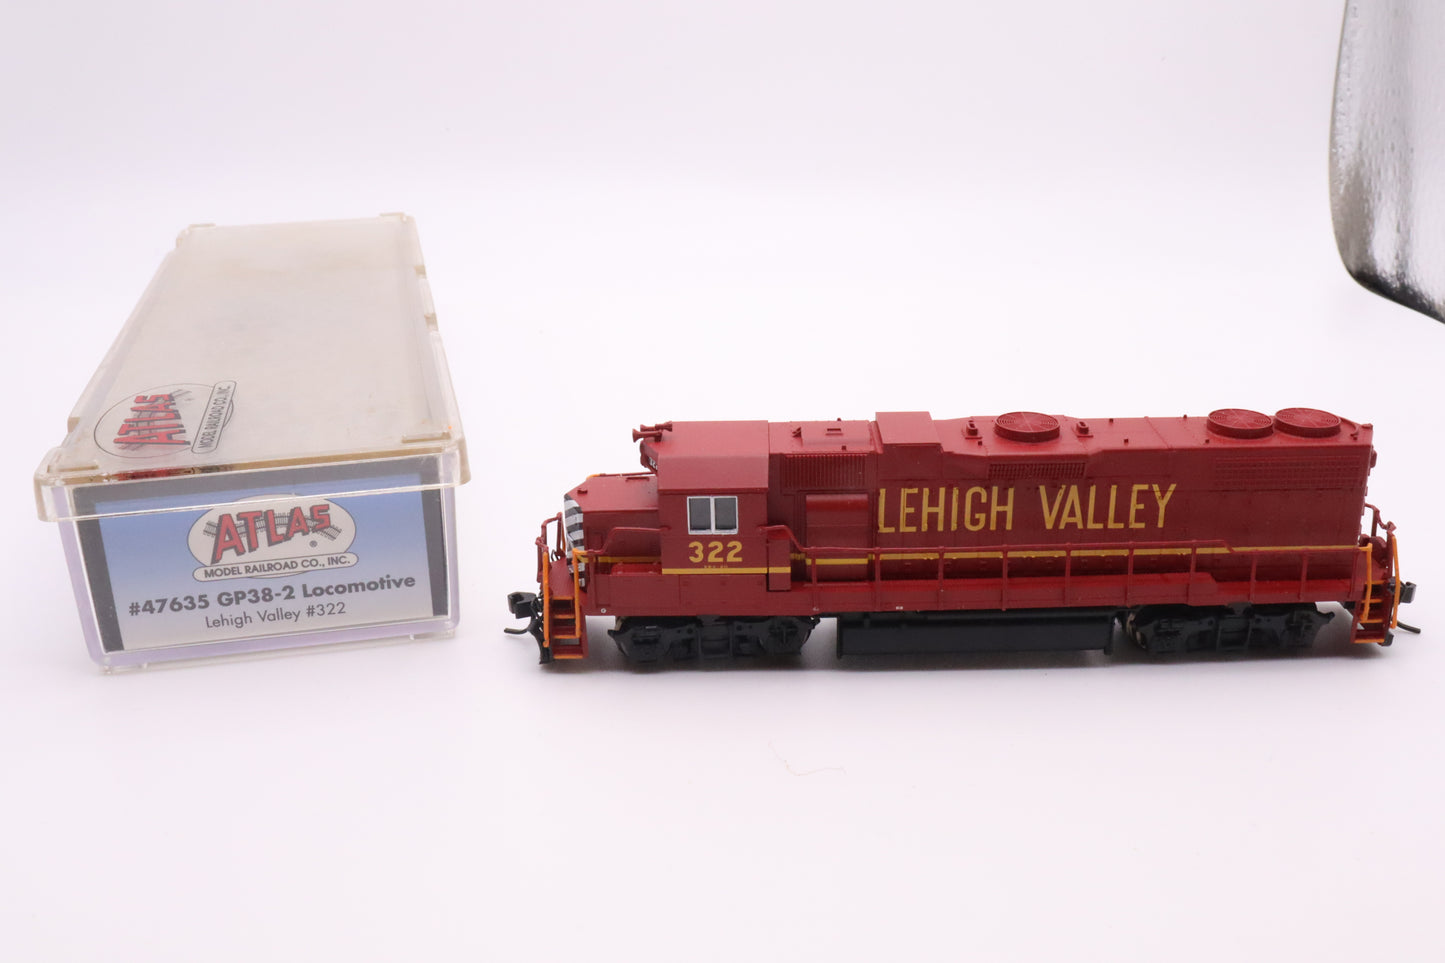 ATLAS
MODEL RAILROAD CO., INC.
ATLAS
®
MODEL RAILROAD CO., INC.
#47635 GP38-2 Locomotive
Lehigh Valley #322
LEHIGH VALLEY
322